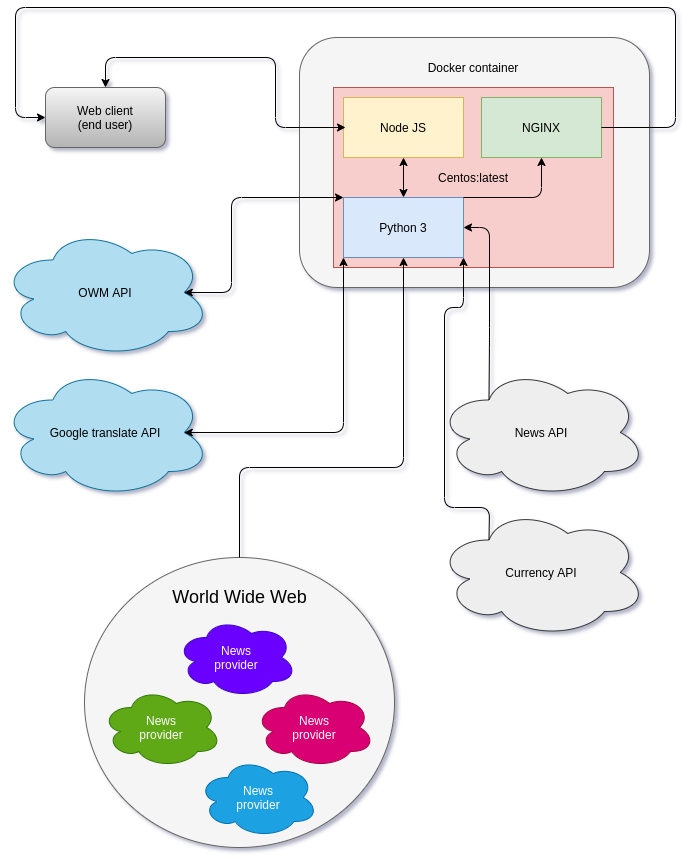 Docker container
Web client
(end user)
Node JS
NGINX
Centos:latest
Python 3
OWM API
Google translate API
News API
Currency API
World Wide Web
News
provider
News
provider
News
provider
News
provider